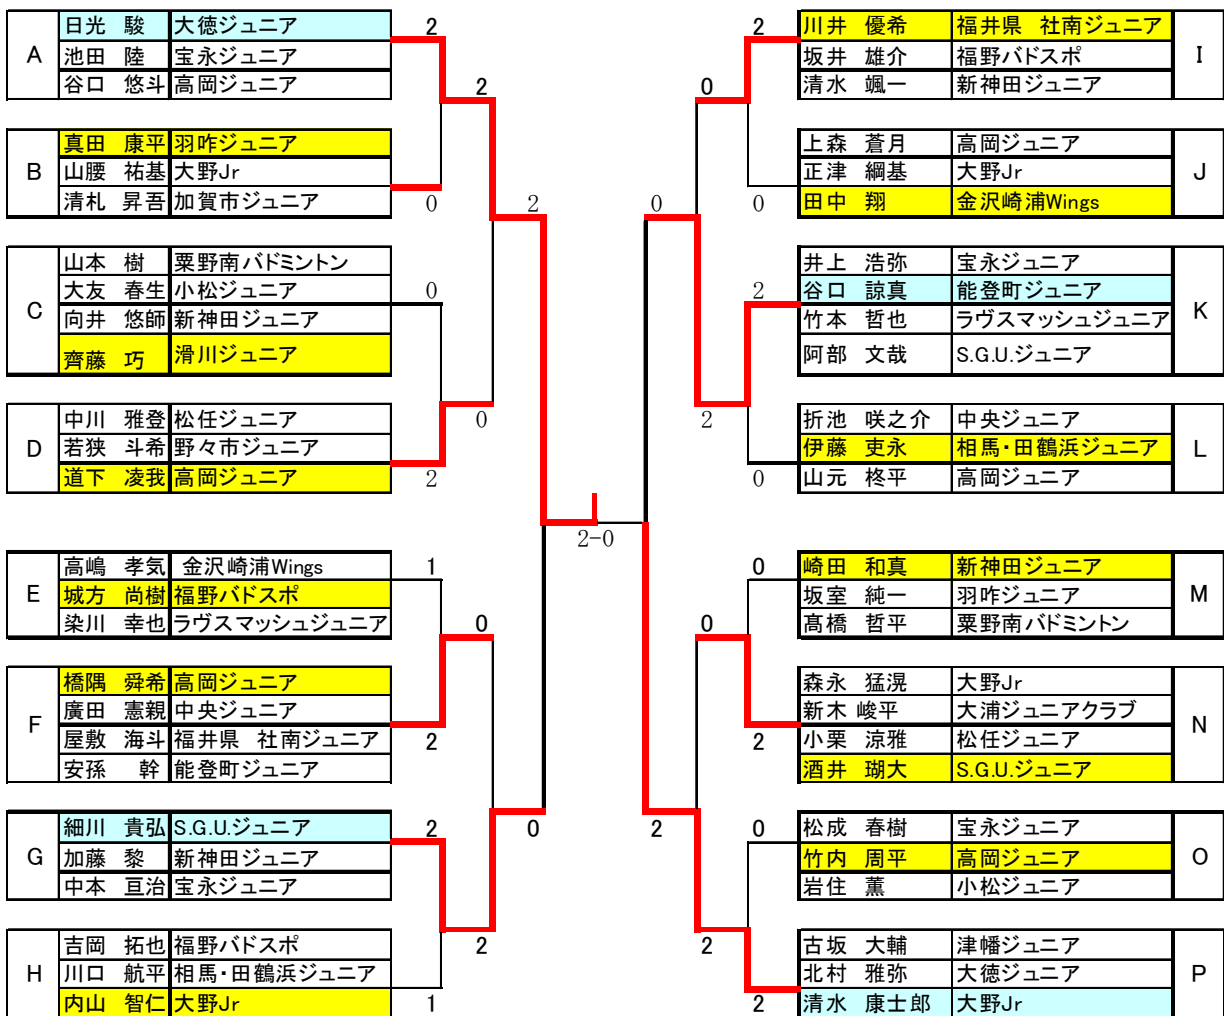 A
日光 駿 大徳ジュニア
池田 陸 宝永ジュニア
谷口 悠斗 高岡ジュニア
2
2
B
真田 康平 羽咋ジュニア
山腰 祐基 大野Jr
清札 昇吾 加賀市ジュニア
0
2
C
山本 樹 粟野南バドミントン
大友 春生 小松ジュニア
向井 悠師 新神田ジュニア
齊藤 巧 滑川ジュニア
0
0
D
中川 雅登 松任ジュニア
若狭 斗希 野々市ジュニア
道下 凌我 高岡ジュニア
2
2-0
E
高嶋 孝気 金沢崎浦Wings
城方 尚樹 福野バドスポ
染川 幸也 ラヴスマッシュジュニア
1
0
F
橋隅 舜希 高岡ジュニア
廣田 憲親 中央ジュニア
屋敷 海斗 福井県 社南ジュニア
安孫 幹 能登町ジュニア
2
0
G
細川 貴弘 S.G.U.ジュニア
加藤 黎 新神田ジュニア
中本 亘治 宝永ジュニア
2
2
H
吉岡 拓也 福野バドスポ
川口 航平 相馬・田鶴浜ジュニア
内山 智仁 大野Jr
1
2
0
川井 優希 福井県 社南ジュニア
坂井 雄介 福野バドスポ
清水 颯一 新神田ジュニア
I
0
0
上森 蒼月 高岡ジュニア
正津 綱基 大野Jr
田中 翔 金沢崎浦Wings
J
2
井上 浩弥 宝永ジュニア
谷口 諒真 能登町ジュニア
竹本 哲也 ラヴスマッシュジュニア
阿部 文哉 S.G.U.ジュニア
K
2
0
折池 咲之介 中央ジュニア
伊藤 吏永 相馬・田鶴浜ジュニア
山元 柊平 高岡ジュニア
L
0
0
崎田 和真 新神田ジュニア
坂室 純一 羽咋ジュニア
髙橋 哲平 粟野南バドミントン
M
2
森永 猛滉 大野Jr
新木 峻平 大浦ジュニアクラブ
小栗 涼雅 松任ジュニア
酒井 瑚大 S.G.U.ジュニア
N
2
0
松成 春樹 宝永ジュニア
竹内 周平 高岡ジュニア
岩住 薫 小松ジュニア
O
2
2
古坂 大輔 津幡ジュニア
北村 雅弥 大徳ジュニア
清水 康士郎 大野Jr
P